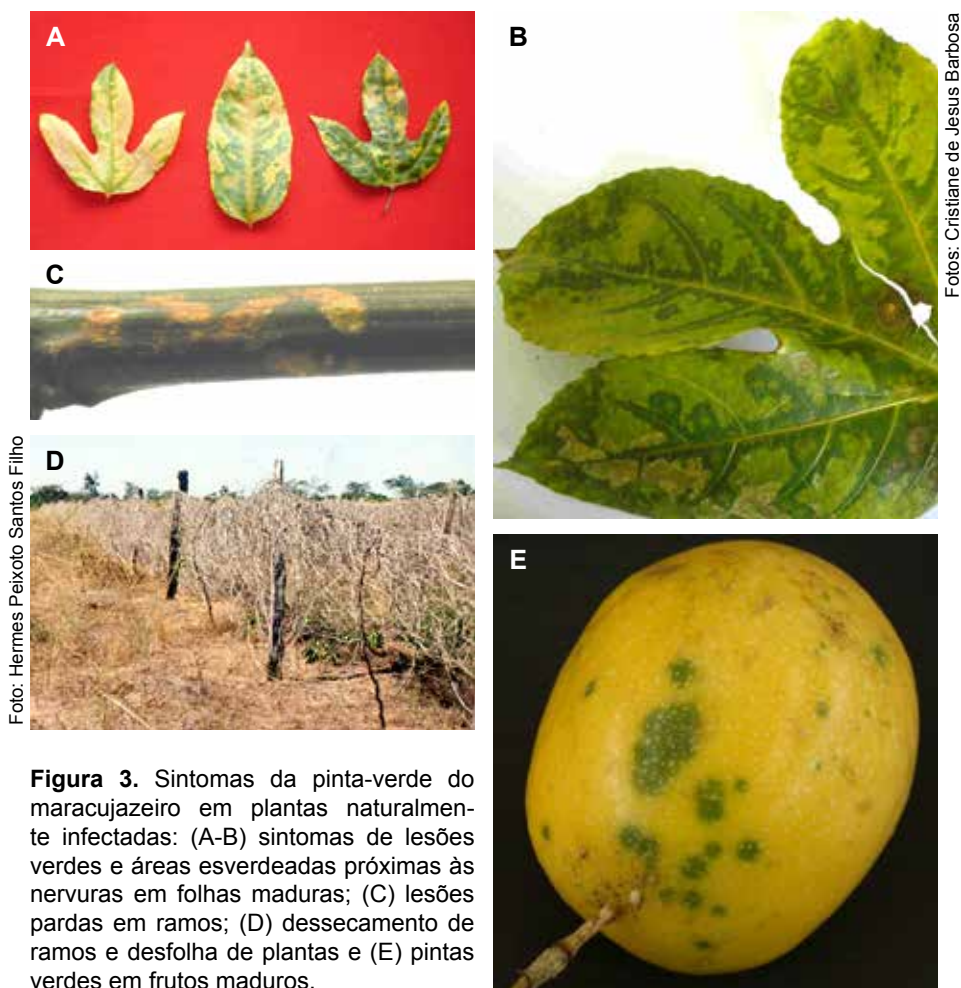 A
B
C
D
E
Fotos: Cristiane de Jesus Barbosa
Foto: Hermes Peixoto Santos Filho
Figura 3. Sintomas da pinta-verde do
maracujazeiro em plantas naturalmen-
te infectadas: (A-B) sintomas de lesões
verdes e áreas esverdeadas próximas às
nervuras em folhas maduras; (C) lesões
pardas em ramos; (D) dessecamento de
ramos e desfolha de plantas e (E) pintas
verdes em frutos maduros.